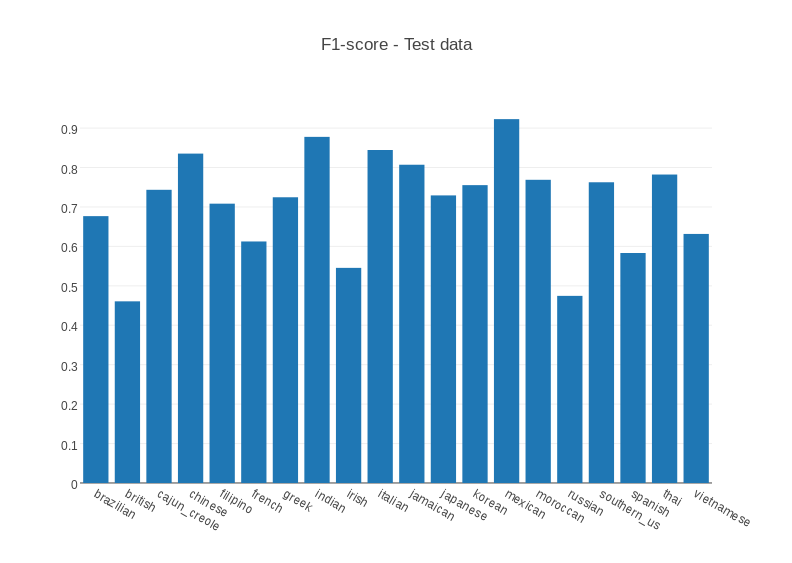 F1-score - Test data
0.9
0.8
0.7
0.6
0.5
0.4
0.3
0.2
0.1
0
brazilian
british
cajun_creole
chinese
filipino
french
greek
indian
irish
italian
jamaican
japanese
korean
mexican
moroccan
russian
southern_us
spanish
thai
vietnamese